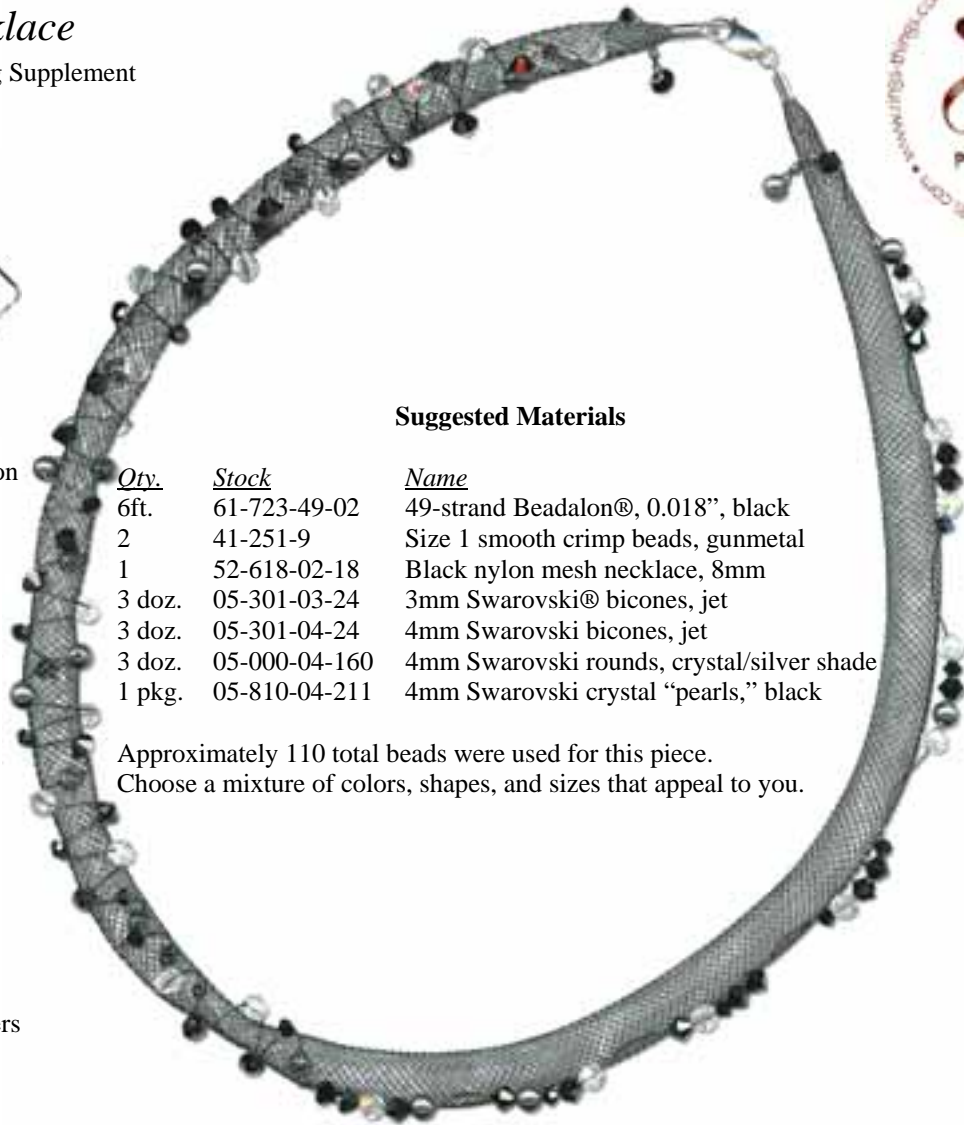 klace
g Supplement
on
Suggested Materials
Qty. Stock Name
6ft. 61-723-49-02 49-strand Beadalon®, 0.018”, black
2 41-251-9 Size 1 smooth crimp beads, gunmetal
1 52-618-02-18 Black nylon mesh necklace, 8mm
3 doz. 05-301-03-24 3mm Swarovski® bicones, jet
3 doz. 05-301-04-24 4mm Swarovski bicones, jet
3 doz. 05-000-04-160 4mm Swarovski rounds, crystal/silver shade
1 pkg. 05-810-04-211 4mm Swarovski crystal “pearls,” black
Approximately 110 total beads were used for this piece.
Choose a mixture of colors, shapes, and sizes that appeal to you.
ers